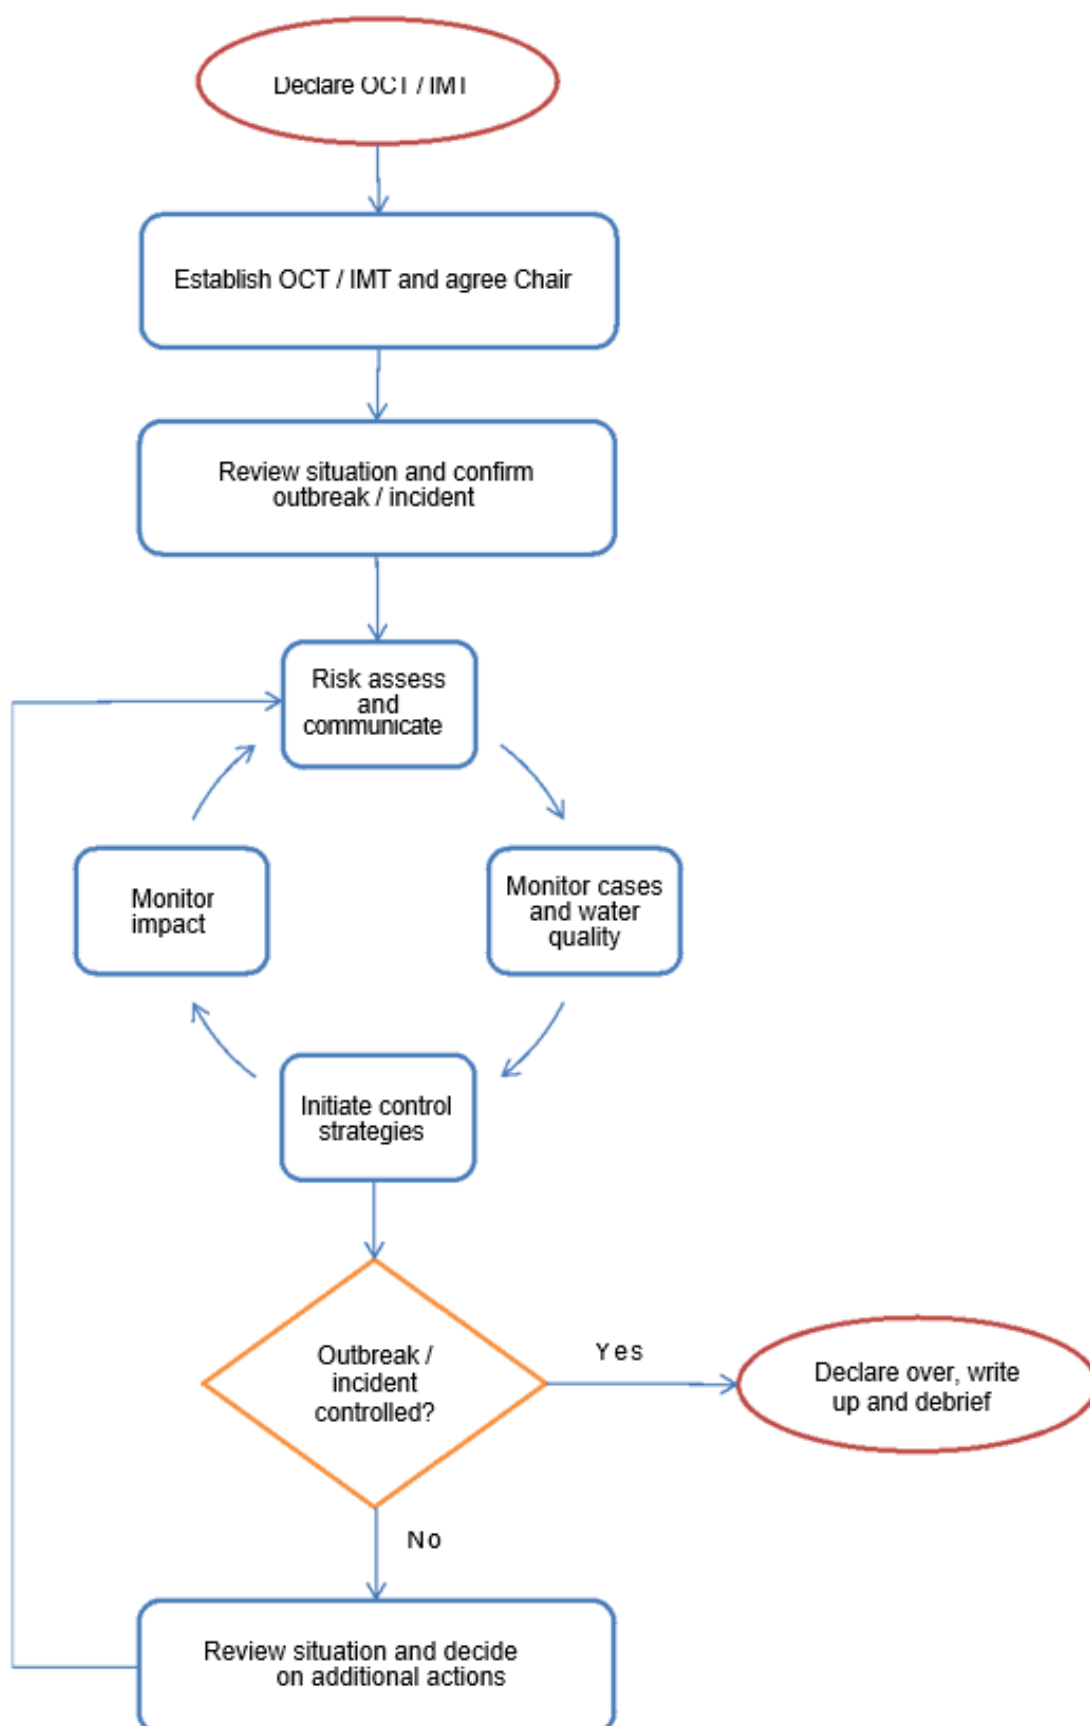 Declare OCT / IMT
Establish OCT / IMT and agree Chair
Review situation and confirm
outbreak / incident
Risk assess
and
communicate
Monitor cases
and water
quality
Monitor
impact
Initiate control
strategies
Outbreak /
incident
controlled?
Yes
Declare over, write
up and debrief
No
Review situation and decide
on additional actions